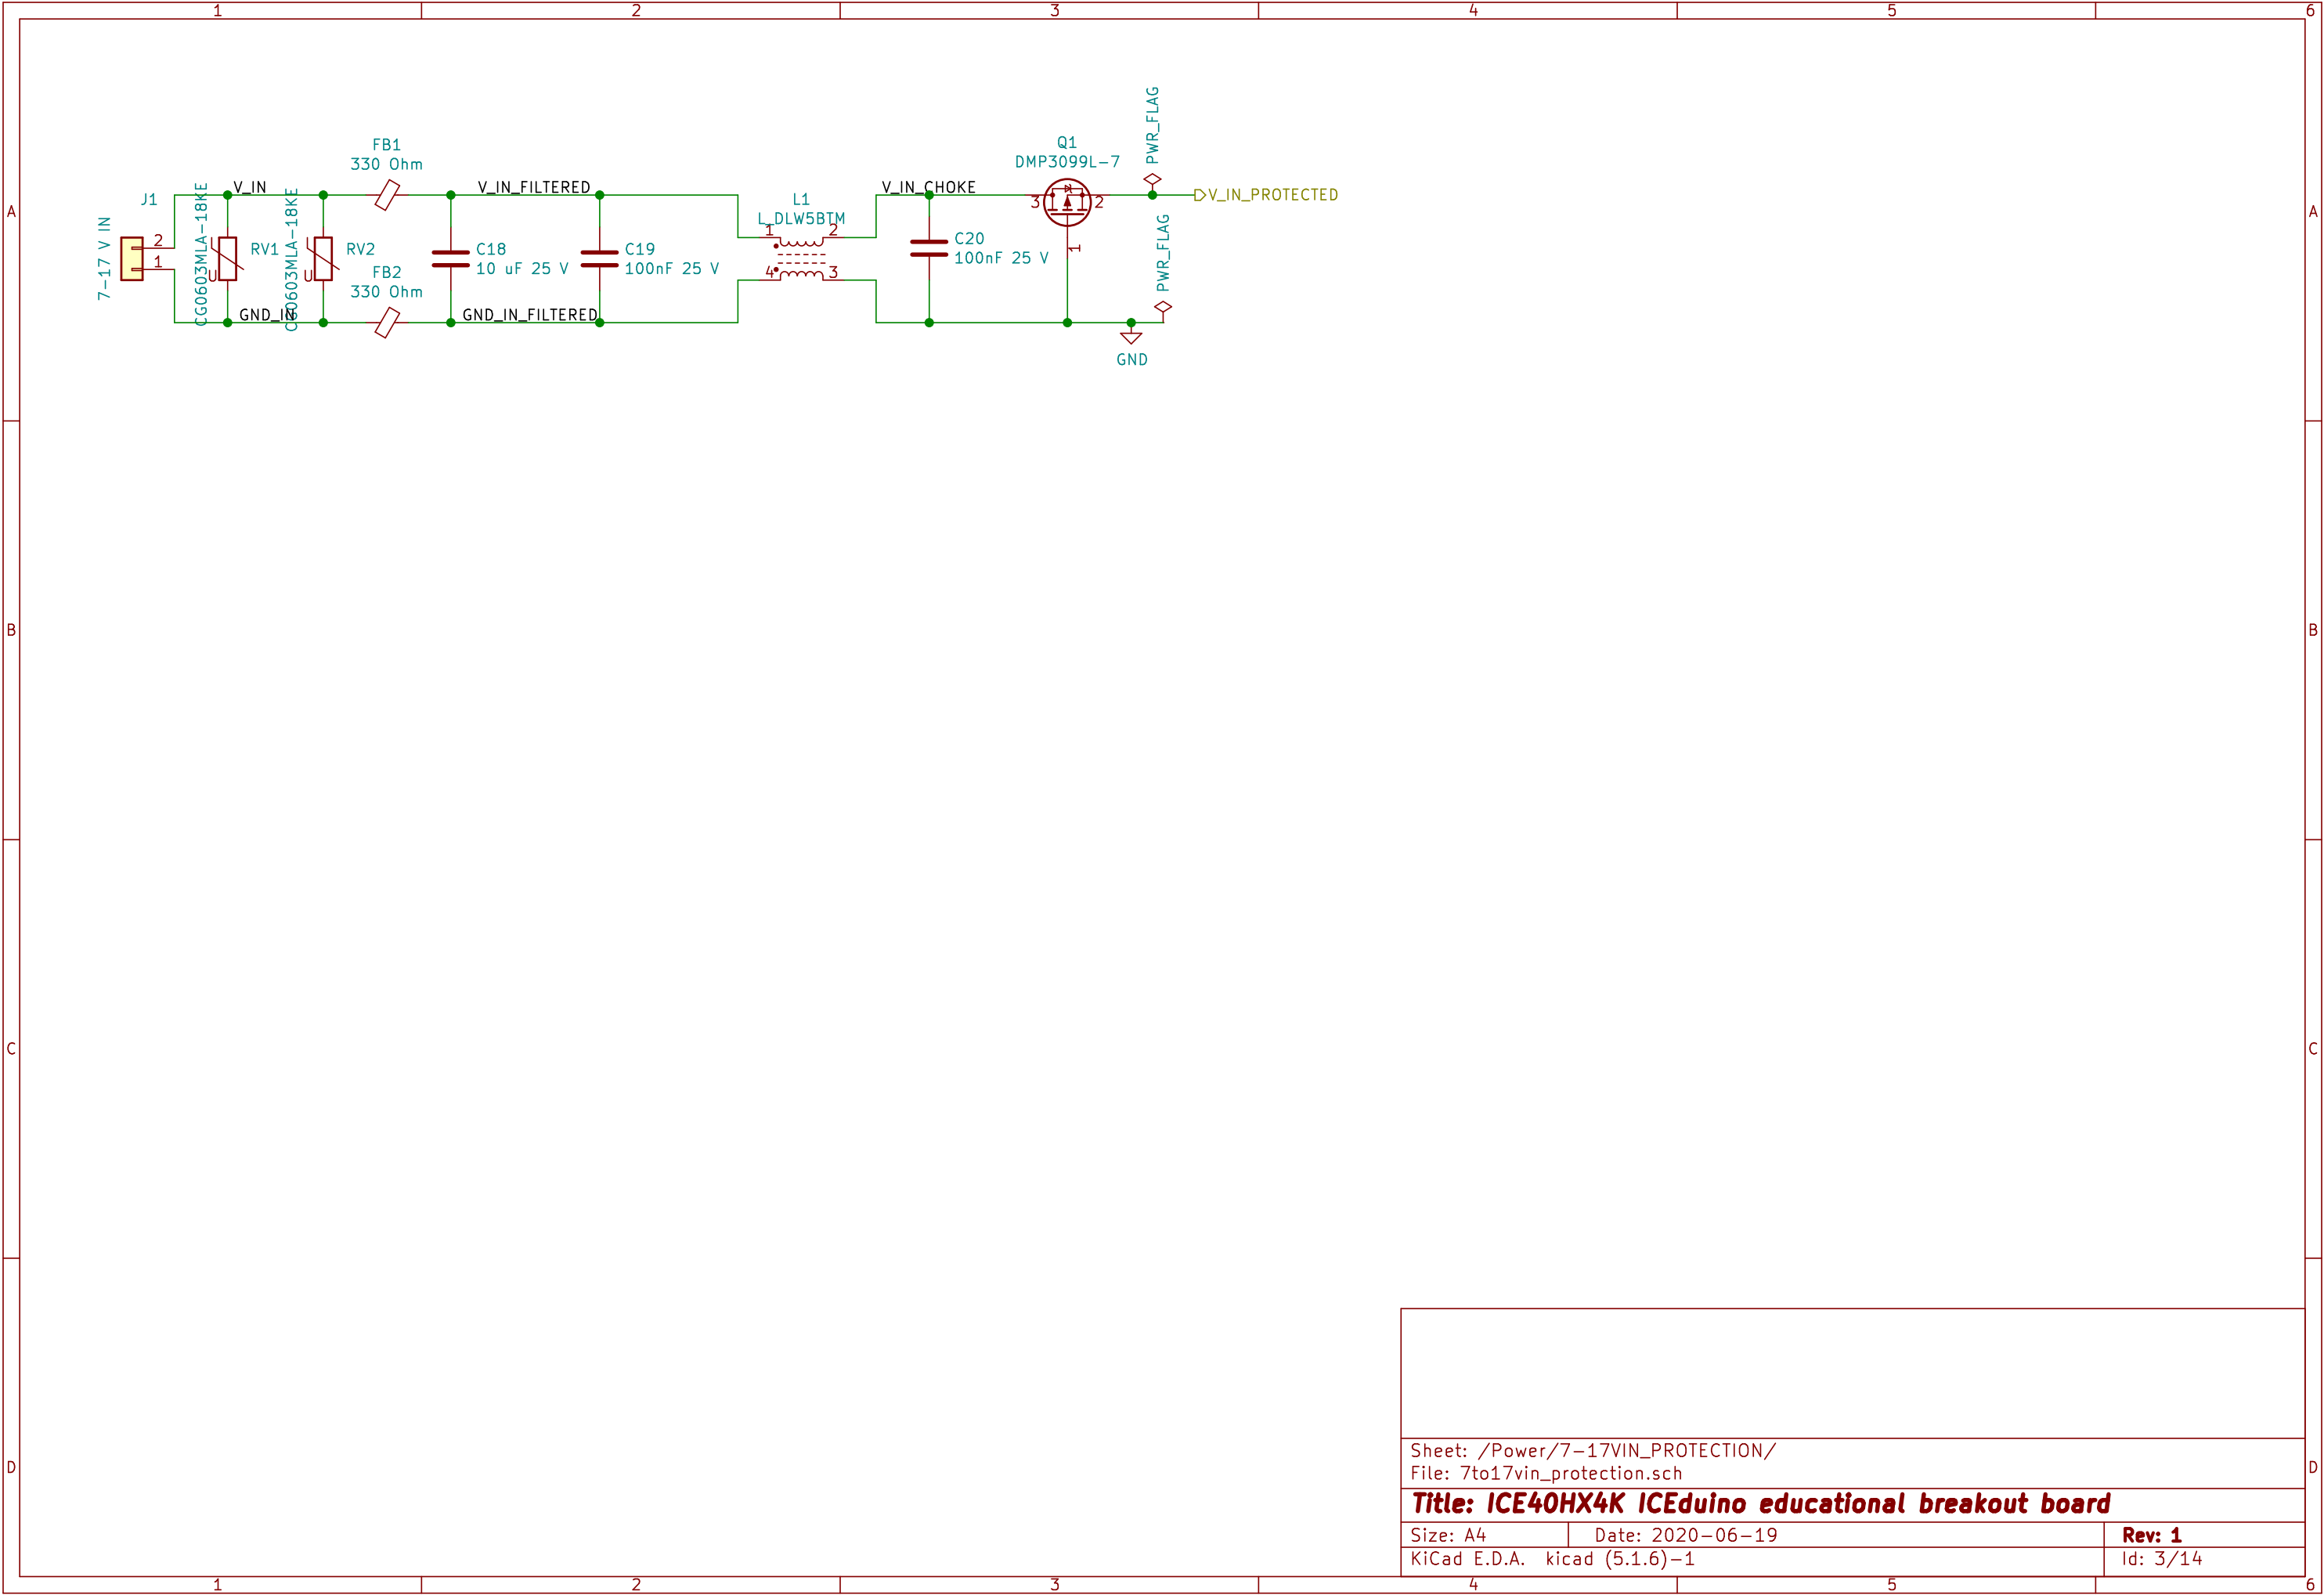 1 2 3 4 5 6
A A
B B
C C
D D
1 2 3 4 5 6
J1
7-17 V IN
2
1
V_IN
GND_IN
CG0603MLA-18KE
RV1
U
CG0603MLA-18KE
RV2
U
FB1
330 Ohm
FB2
330 Ohm
V_IN_FILTERED
GND_IN_FILTERED
C18
10 uF 25 V
C19
100nF 25 V
L1
L_DLW5BTM
1 2
4 3
V_IN_CHOKE
C20
100nF 25 V
Q1
DMP3099L-7
3 2
1
PWR_FLAG
V_IN_PROTECTED
PWR_FLAG
GND
Sheet: /Power/7-17VIN_PROTECTION/
File: 7to17vin_protection.sch
Title: ICE40HX4K ICEduino educational breakout board
Size: A4 Date: 2020-06-19 Rev: 1
KiCad E.D.A. kicad (5.1.6)-1 Id: 3/14